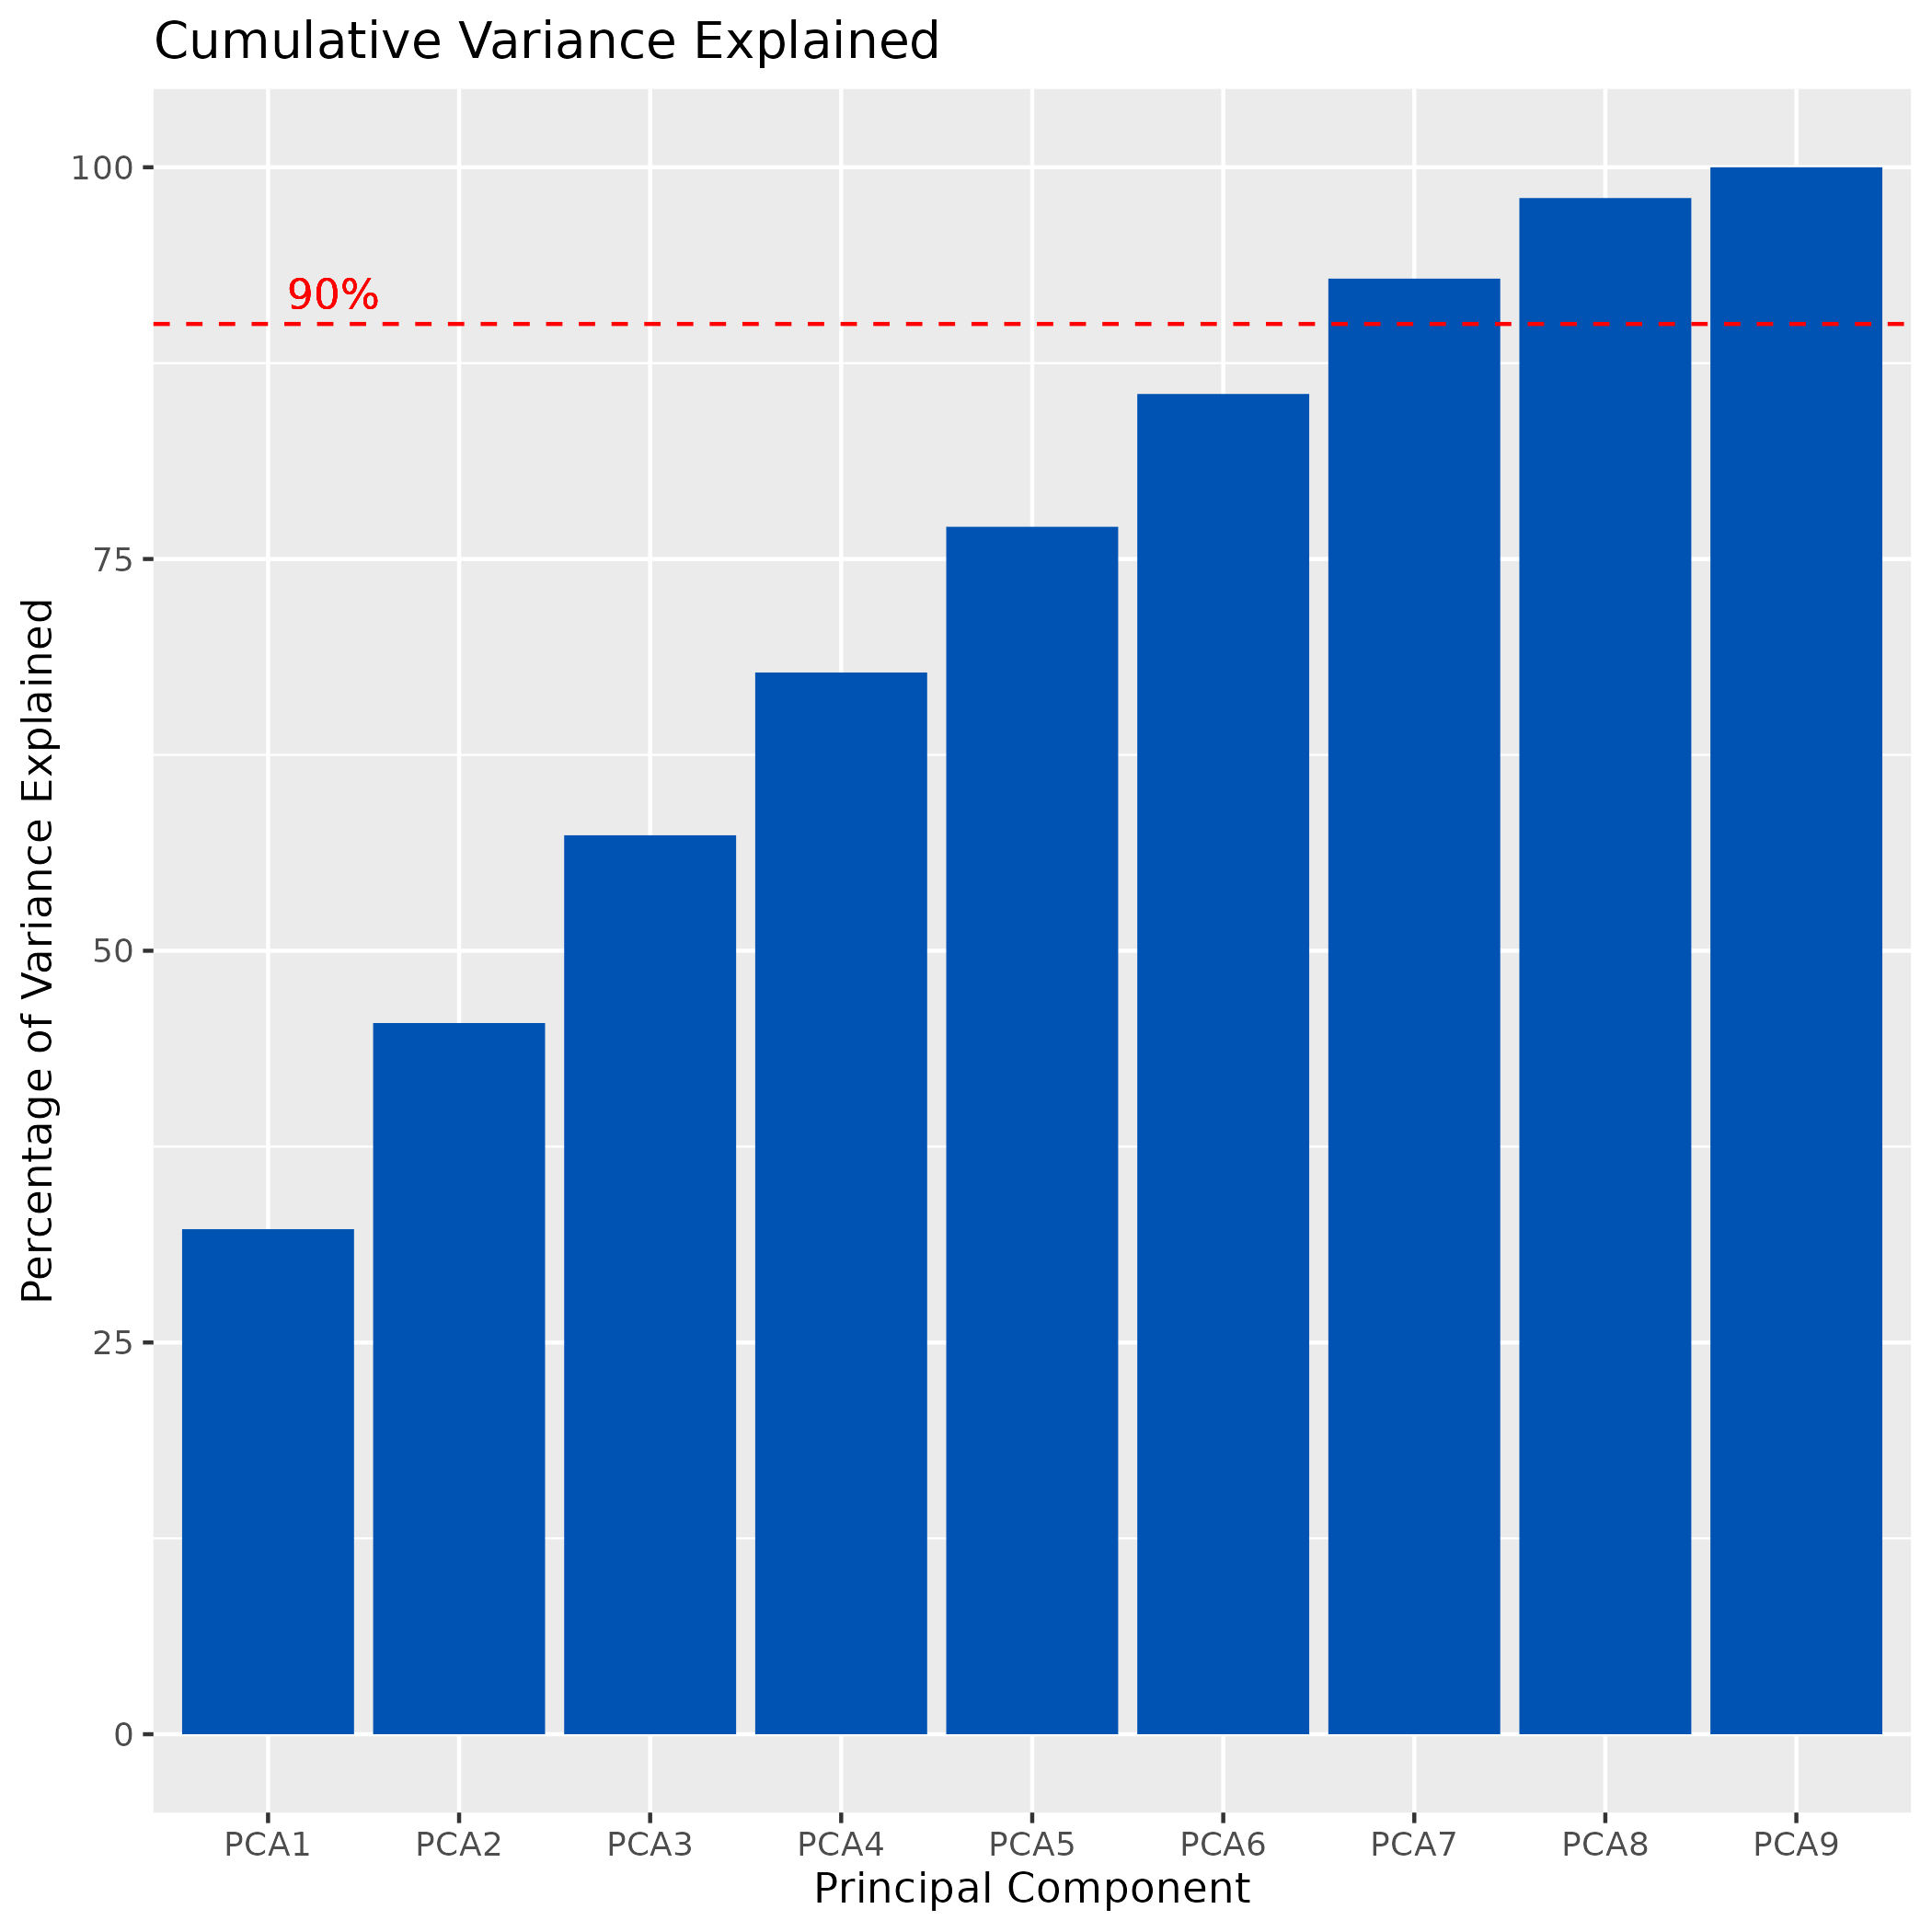 Cumulative Variance Explained
100
90%
75
50
25
0
Percentage of Variance Explained
PCA1 PCA2 PCA3 PCA4 PCA5 PCA6 PCA7 PCA8 PCA9
Principal Component